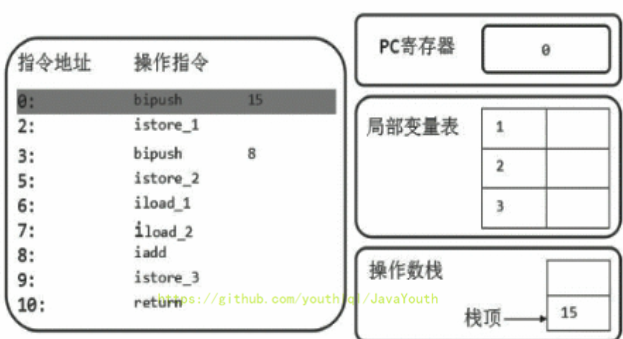 指令地址 操作指令
0: bipush 15
2: istore_1
3: bipush 8
5: istore_2
6: iload_1
7: iload_2
8: iadd
9: istore_3
10: return
https://github.com/youthlql/JavaYouth
PC寄存器 0
局部变量表 1
2
3
操作数栈
栈顶 15